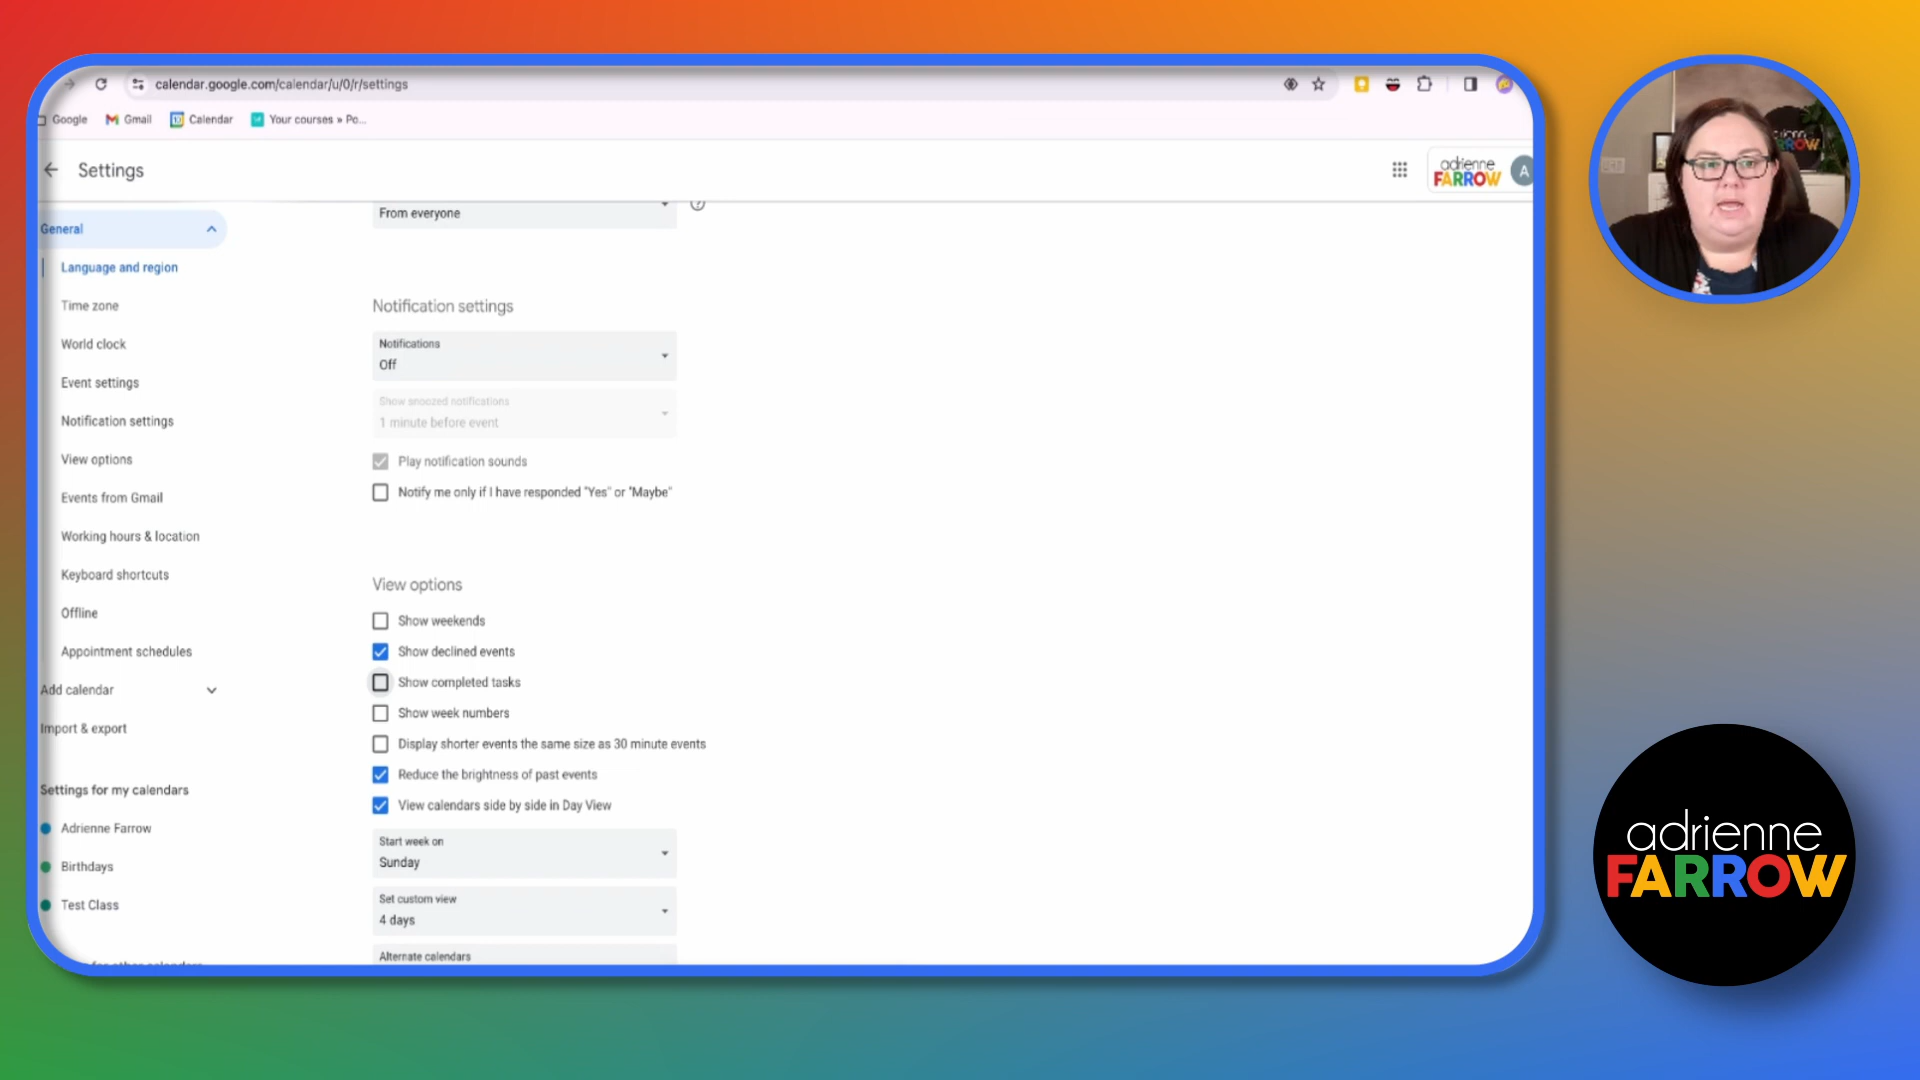 calendar.google.com/calendar/u/0/r/settings
Google
Gmail
Calendar
Your courses » Po...
Settings
adrienne
FARROW
A
General
Language and region
Time zone
World clock
Event settings
Notification settings
View options
Events from Gmail
Working hours & location
Keyboard shortcuts
Offline
Appointment schedules
Add calendar
Import & export
Settings for my calendars
Adrienne Farrow
Birthdays
Test Class
From everyone
Notification settings
Notifications
Off
Show snoozed notifications
1 minute before event
Play notification sounds
Notify me only if I have responded "Yes" or "Maybe"
View options
Show weekends
Show declined events
Show completed tasks
Show week numbers
Display shorter events the same size as 30 minute events
Reduce the brightness of past events
View calendars side by side in Day View
Start week on
Sunday
Set custom view
4 days
Alternate calendars
adrienne
FARROW